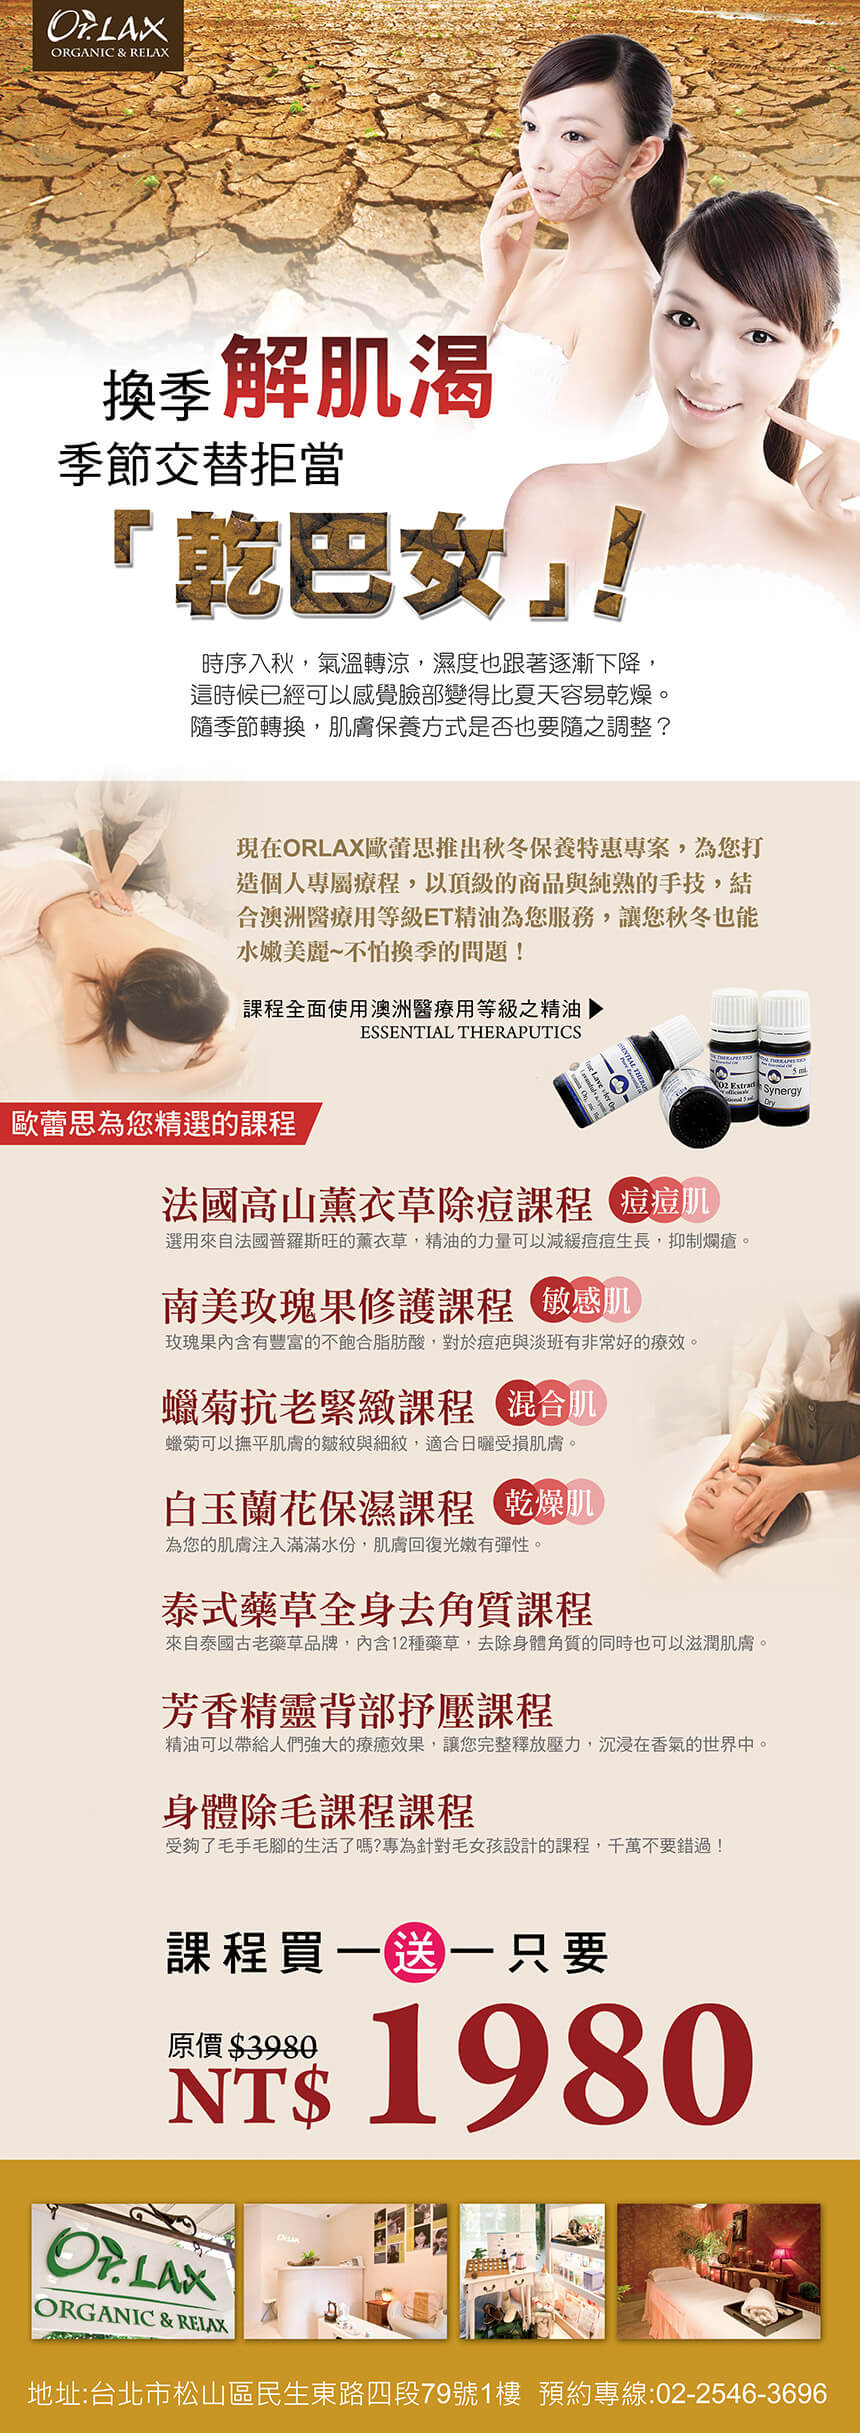 OR.LAX
ORGANIC & RELAX
換季解肌渴
季節交替拒當
「乾巴女」!
時序入秋，氣溫轉涼，濕度也跟著逐漸下降，
這時候已經可以感覺臉部變得比夏天容易乾燥。
隨季節轉換，肌膚保養方式是否也要隨之調整？
現在ORLAX歐蕾思推出秋冬保養特惠專案，為您打
造個人專屬療程，以頂級的商品與純熟的手技，結
合澳洲醫療用等級ET精油為您服務，讓您秋冬也能
水嫩美麗~不怕換季的問題！
課程全面使用澳洲醫療用等級之精油▶
ESSENTIAL THERAPUTICS
CO2 Extract
Synergy
Dry
5 mL
歐蕾思為您精選的課程
法國高山薰衣草除痘課程 痘痘肌
選用來自法國普羅斯旺的薰衣草，精油的力量可以減緩痘痘生長，抑制爛瘡。
南美玫瑰果修護課程 敏感肌
玫瑰果內含有豐富的不飽合脂肪酸，對於痘疤與淡班有非常好的療效。
蠟菊抗老緊緻課程 混合肌
蠟菊可以撫平肌膚的皺紋與細紋，適合日曬受損肌膚。
白玉蘭花保濕課程 乾燥肌
為您的肌膚注入滿滿水份，肌膚回復光嫩有彈性。
泰式藥草全身去角質課程
來自泰國古老藥草品牌，內含12種藥草，去除身體角質的同時也可以滋潤肌膚。
芳香精靈背部抒壓課程
精油可以帶給人們強大的療癒效果，讓您完整釋放壓力，沉浸在香氣的世界中。
身體除毛課程課程
受夠了毛手毛腳的生活了嗎?專為針對毛女孩設計的課程，千萬不要錯過！
課程買一送一只要
原價$3980
NT$ 1980
OR.LAX
ORGANIC & RELAX
地址:台北市松山區民生東路四段79號1樓 預約專線:02-2546-3696